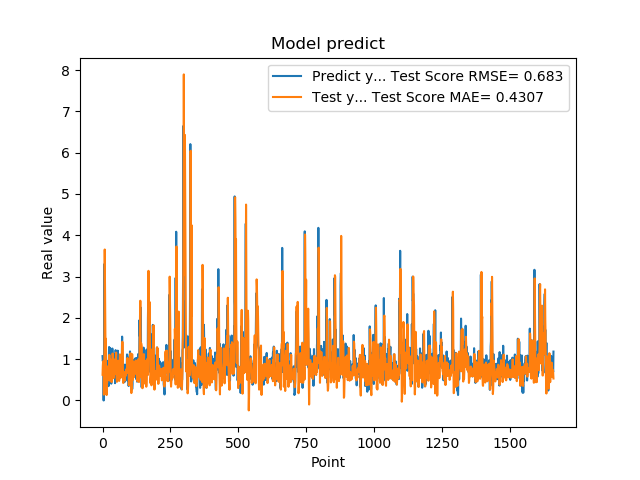 Model predict
Predict y... Test Score RMSE= 0.683
Test y... Test Score MAE= 0.4307
8
7
6
5
4
3
2
1
0
Real value
0 250 500 750 1000 1250 1500
Point